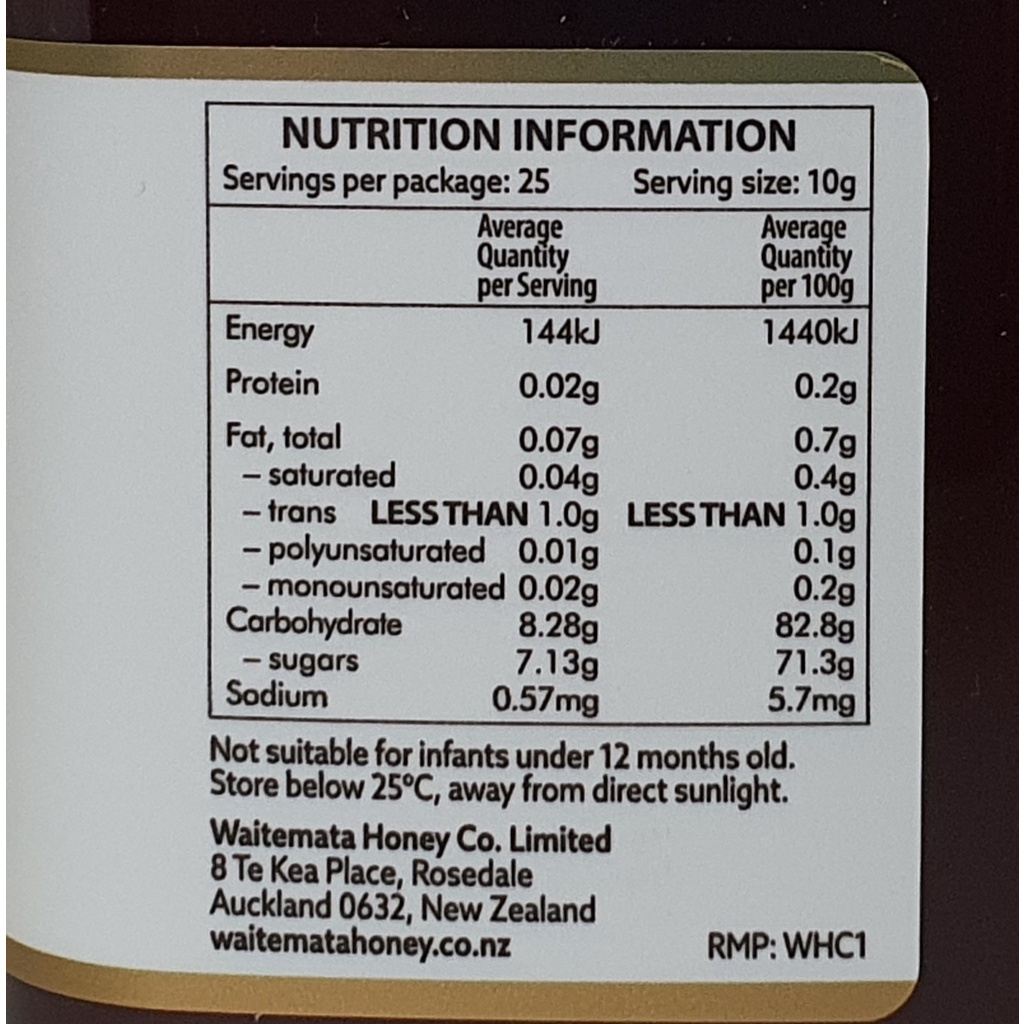 NUTRITION INFORMATION
Servings per package: 25 Serving size: 10g
Average Quantity per Serving Average Quantity per 100g
Energy 144kJ 1440kJ
Protein 0.02g 0.2g
Fat, total 0.07g 0.7g
– saturated 0.04g 0.4g
– trans LESS THAN 1.0g LESS THAN 1.0g
– polyunsaturated 0.01g 0.1g
– monounsaturated 0.02g 0.2g
Carbohydrate 8.28g 82.8g
– sugars 7.13g 71.3g
Sodium 0.57mg 5.7mg
Not suitable for infants under 12 months old.
Store below 25°C, away from direct sunlight.
Waitemata Honey Co. Limited
8 Te Kea Place, Rosedale
Auckland 0632, New Zealand
waitematahoney.co.nz RMP: WHC1